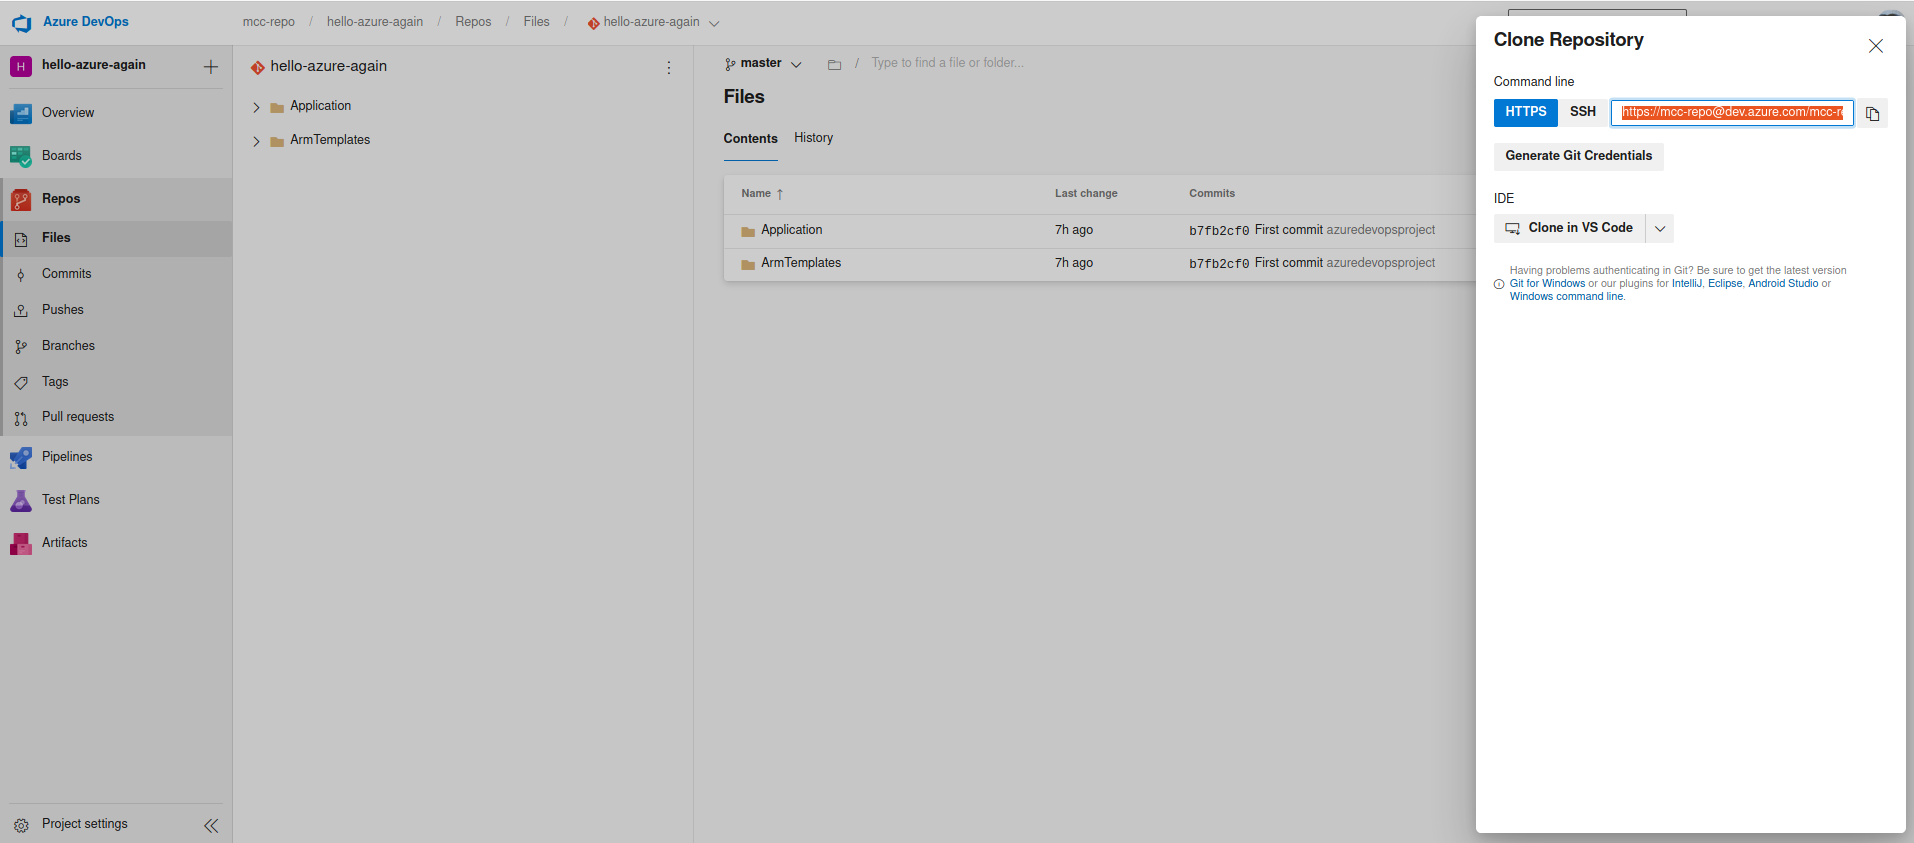 Azure DevOps
mcc-repo / hello-azure-again / Repos / Files / hello-azure-again
H hello-azure-again
Overview
Boards
Repos
Files
Commits
Pushes
Branches
Tags
Pull requests
Pipelines
Test Plans
Artifacts
Project settings
hello-azure-again
Application
ArmTemplates
master / Type to find a file or folder...
Files
Contents History
Name ↑ Last change Commits
Application 7h ago b7fb2cf0 First commit azuredevopsproject
ArmTemplates 7h ago b7fb2cf0 First commit azuredevopsproject
Clone Repository
Command line
HTTPS SSH https://mcc-repo@dev.azure.com/mcc-re
Generate Git Credentials
IDE
Clone in VS Code
Having problems authenticating in Git? Be sure to get the latest version
Git for Windows or our plugins for IntelliJ, Eclipse, Android Studio or
Windows command line.